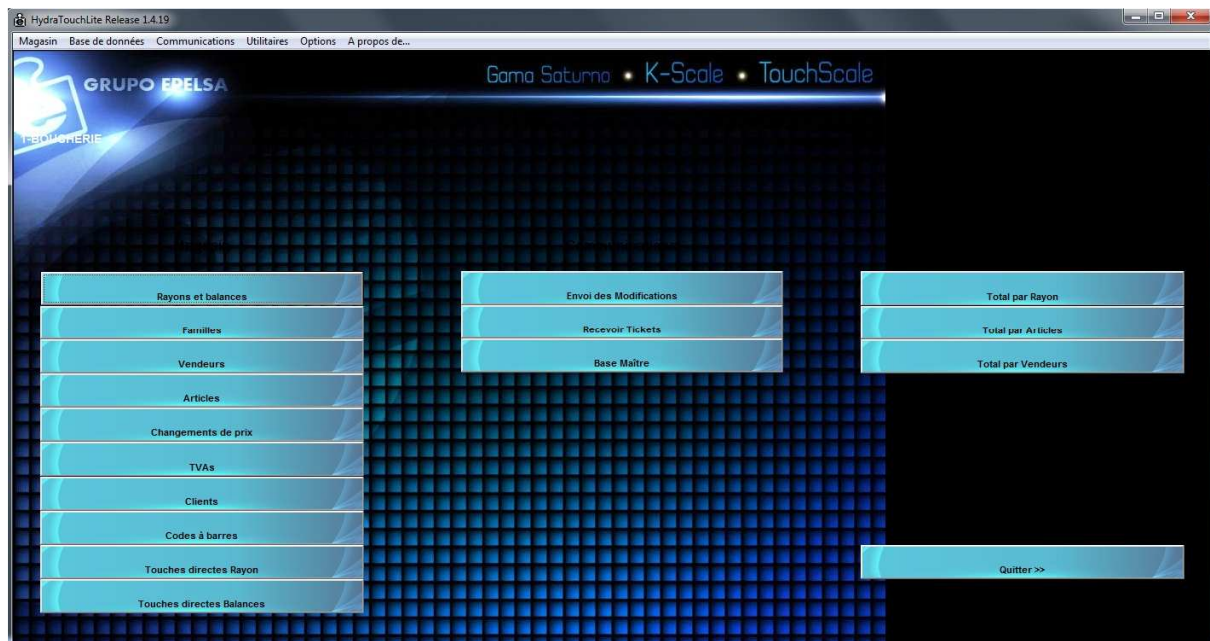 HydraTouchLite Release 1.4.19
Magasin Base de données Communications Utilitaires Options A propos de...
GRUPO EPELSA
Gama Saturno • K-Scale • TouchScale
1-BOUCHERIE
Rayons et balances
Familles
Vendeurs
Articles
Changements de prix
TVAs
Clients
Codes à barres
Touches directes Rayon
Touches directes Balances
Envoi des Modifications
Recevoir Tickets
Base Maître
Total par Rayon
Total par Articles
Total par Vendeurs
Quitter >>